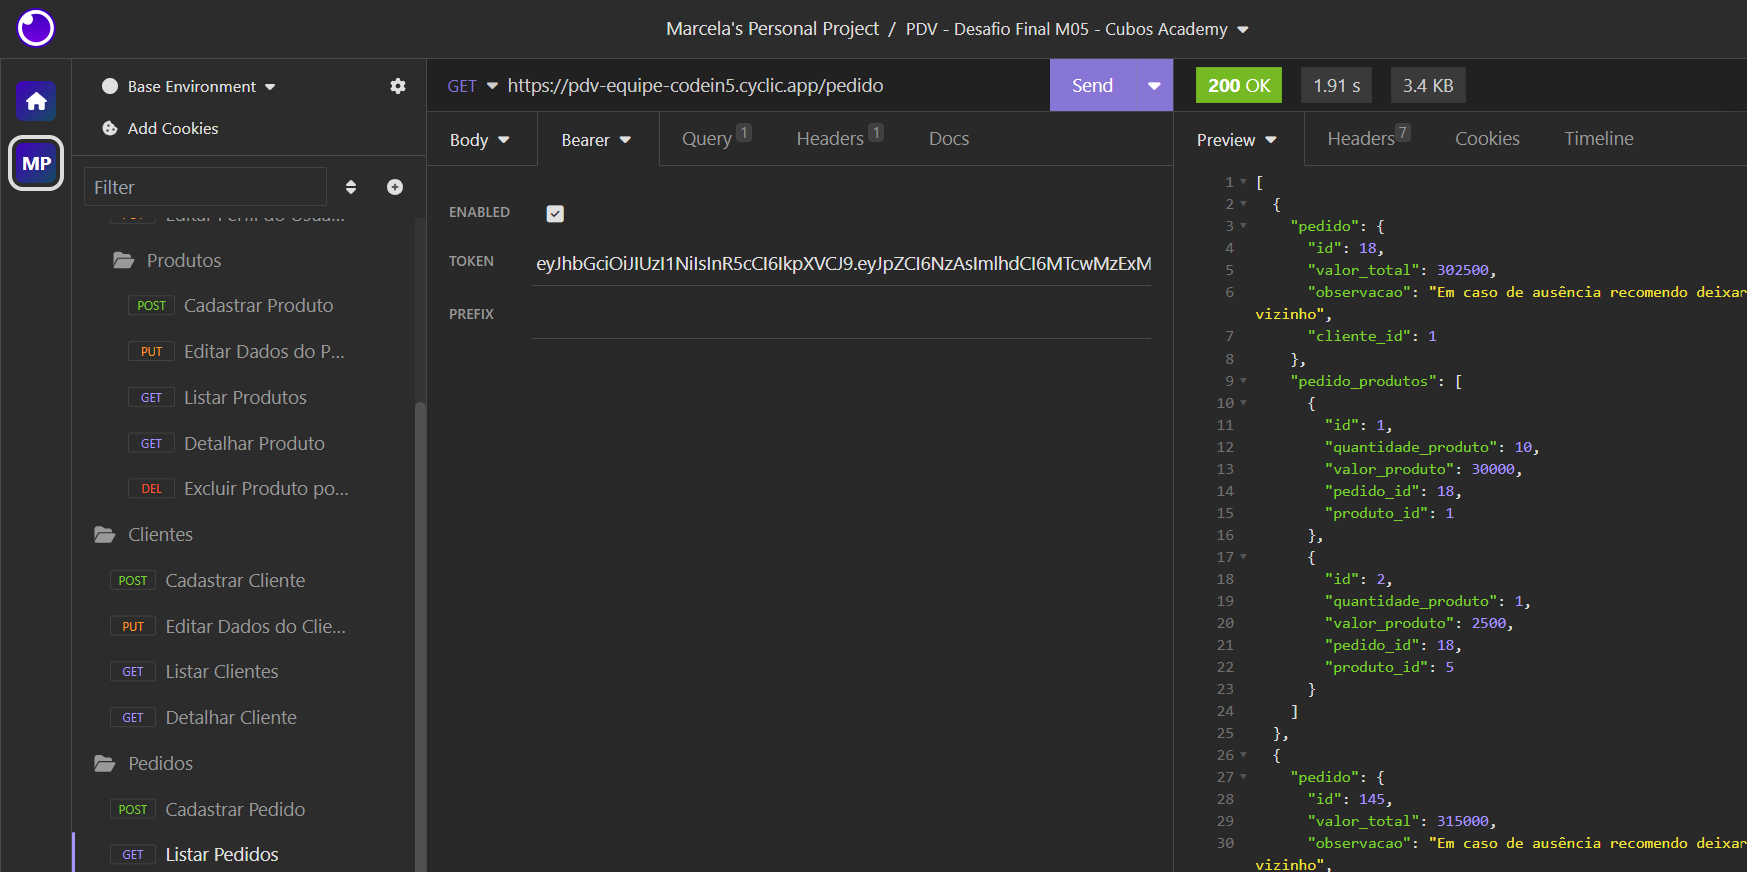 Marcela's Personal Project / PDV - Desafio Final M05 - Cubos Academy
MP
Base Environment
Add Cookies
Filter
Editar Perfil do Usuá...
Produtos
POST Cadastrar Produto
PUT Editar Dados do P...
GET Listar Produtos
GET Detalhar Produto
DEL Excluir Produto po...
Clientes
POST Cadastrar Cliente
PUT Editar Dados do Clie...
GET Listar Clientes
GET Detalhar Cliente
Pedidos
POST Cadastrar Pedido
GET Listar Pedidos
GET https://pdv-equipe-codein5.cyclic.app/pedido Send
Body Bearer Query 1 Headers 1 Docs
ENABLED
TOKEN eyJhbGciOiJIUzI1NiIsInR5cCI6IkpXVCJ9.eyJpZCI6NzAsImlhdCI6MTcwMzExM
PREFIX
200 OK 1.91 s 3.4 KB
Preview Headers 7 Cookies Timeline
1 [
2 {
3 "pedido": {
4 "id": 18,
5 "valor_total": 302500,
6 "observacao": "Em caso de ausência recomendo deixar
vizinho",
7 "cliente_id": 1
8 },
9 "pedido_produtos": [
10 {
11 "id": 1,
12 "quantidade_produto": 10,
13 "valor_produto": 30000,
14 "pedido_id": 18,
15 "produto_id": 1
16 },
17 {
18 "id": 2,
19 "quantidade_produto": 1,
20 "valor_produto": 2500,
21 "pedido_id": 18,
22 "produto_id": 5
23 }
24 ]
25 },
26 {
27 "pedido": {
28 "id": 145,
29 "valor_total": 315000,
30 "observacao": "Em caso de ausência recomendo deixar
vizinho",